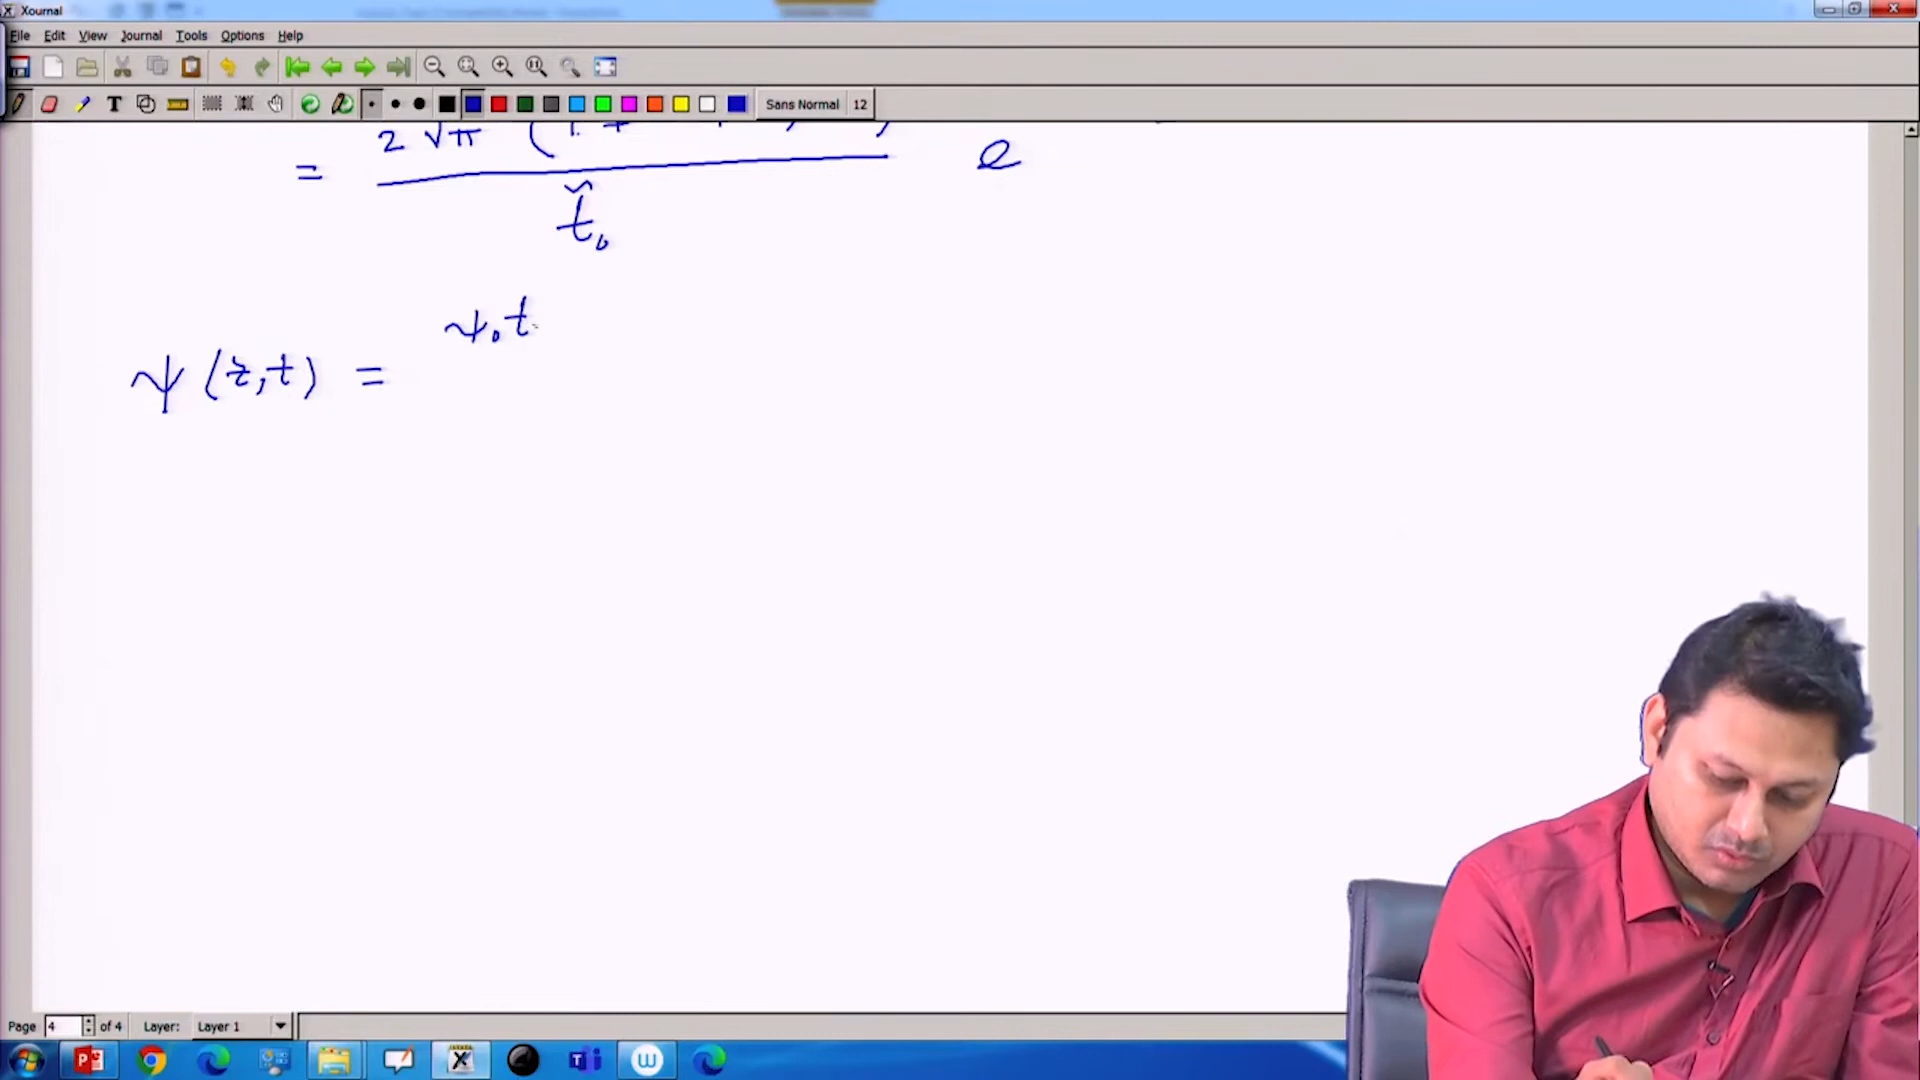 Xournal
File Edit View Journal Tools Options Help
Sans Normal 12
2 √π
= e
t̃₀
ψ₀t
ψ (z,t) =
Page 4 of 4 Layer: Layer 1